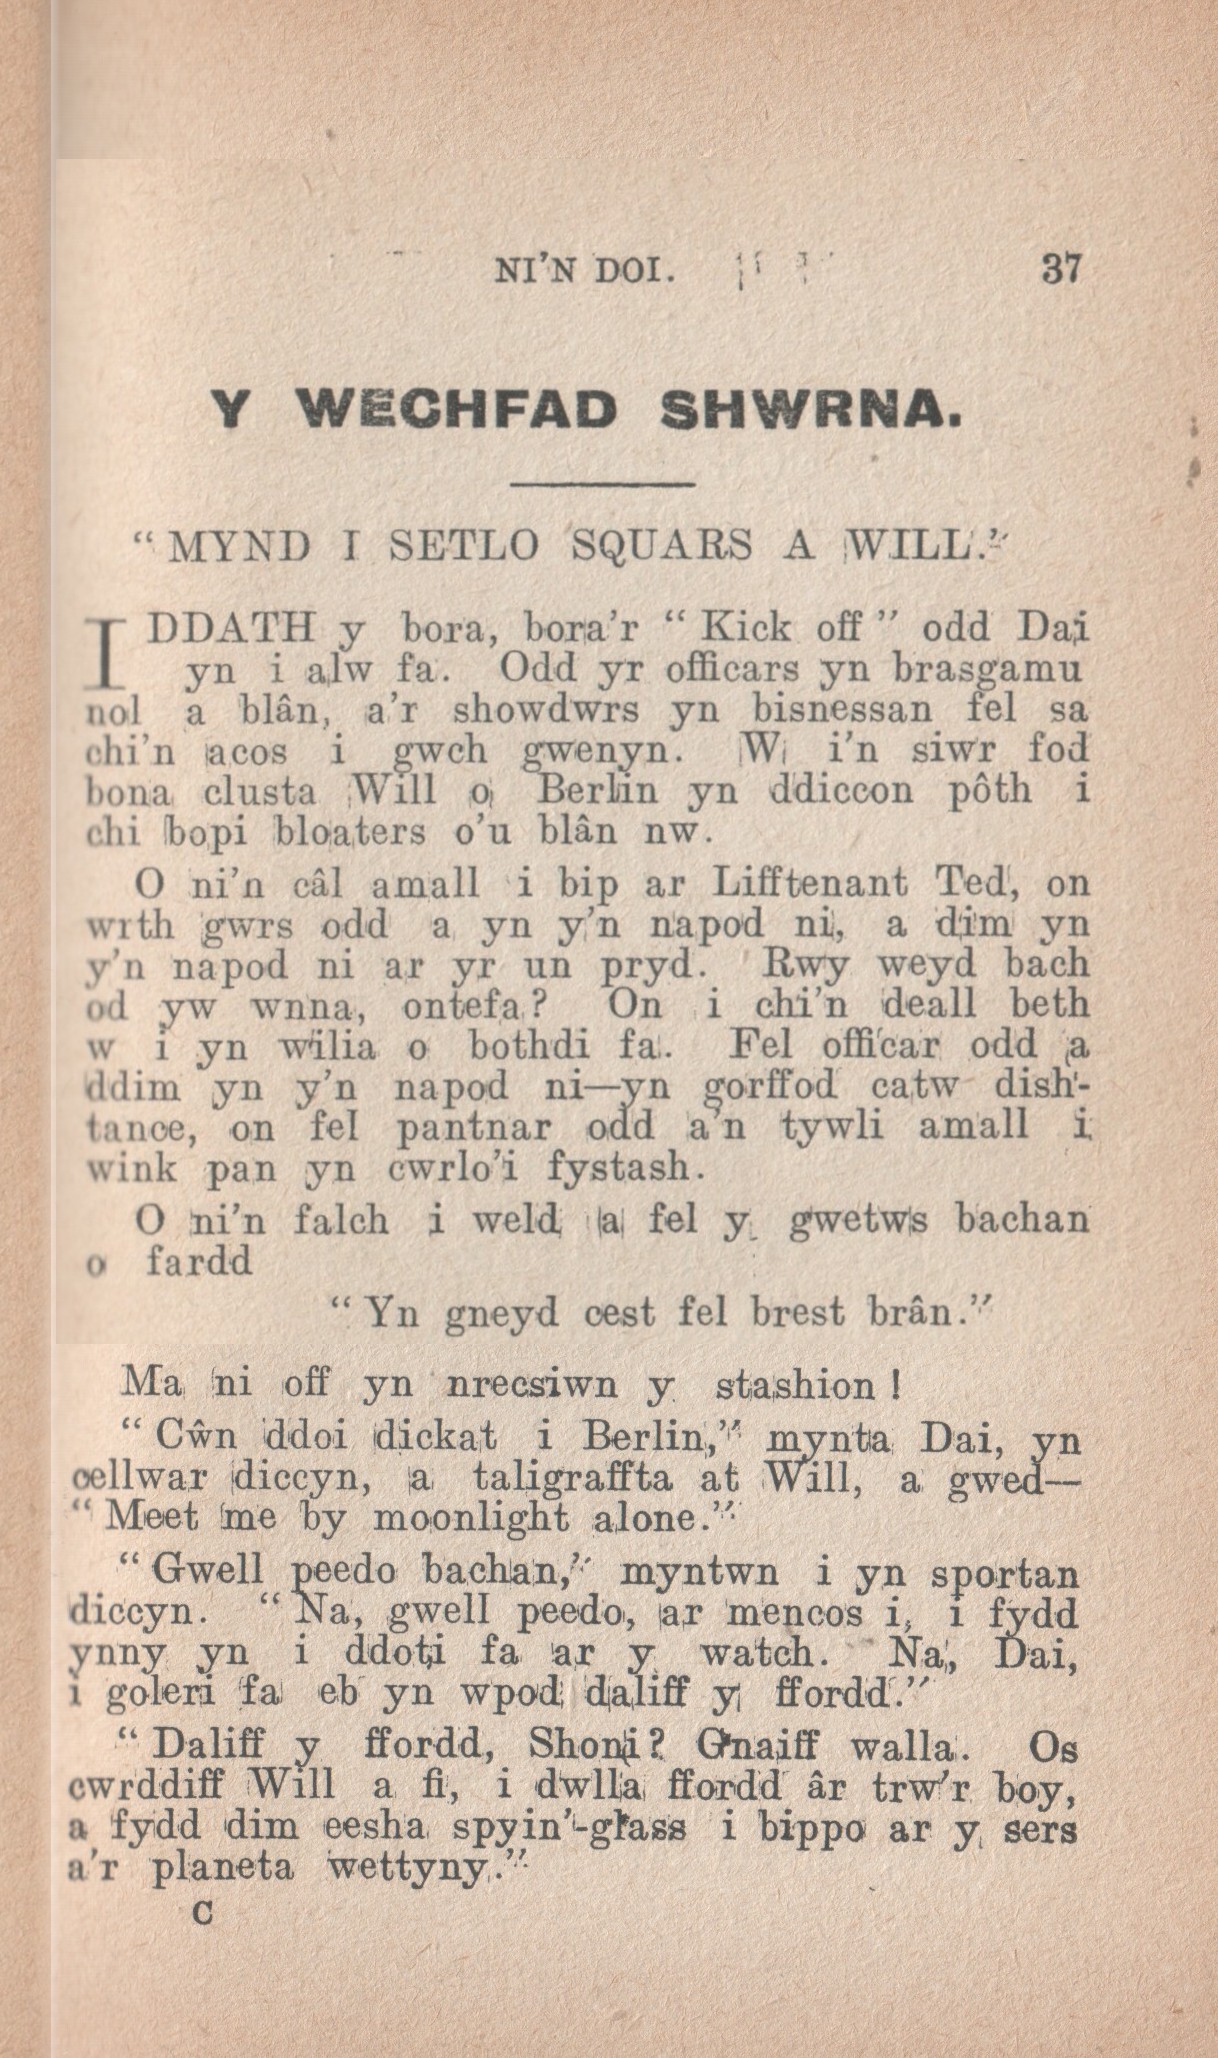 NI'N DOI. 37
Y WECHFAD SHWRNA.
“ MYND I SETLO SQUARS A WILL.”
IDDATH y bora, bora'r “ Kick off ” odd Dai
yn i alw fa. Odd yr officars yn brasgamu
nol a blân, a'r showdwrs yn bisnessan fel sa
chi'n acos i gwch gwenyn. W i'n siwr fod
bona clusta Will o Berlin yn ddiccon pôth i
chi bopi bloaters o'u blân nw.
O ni'n câl amall i bip ar Lifftenant Ted, on
wrth gwrs odd a yn y'n napod ni, a dim yn
y'n napod ni ar yr un pryd. Rwy weyd bach
od yw wnna, ontefa? On i chi'n deall beth
w i yn wilia o bothdi fa. Fel officar odd a
ddim yn y'n napod ni—yn gorffod catw dish-
tance, on fel pantnar odd a'n tywli amall i
wink pan yn cwrlo'i fystash.
O ni'n falch i weld a fel y gwetws bachan
o fardd
“ Yn gneyd cest fel brest brân.”
Ma ni off yn nrecsiwn y stashion !
“ Cŵn ddoi dickat i Berlin,” mynta Dai, yn
cellwar diccyn, a taligraffta at Will, a gwed—
“ Meet me by moonlight alone.”
“ Gwell peedo bachan,” myntwn i yn sportan
diccyn. “ Na, gwell peedo, ar mencos i, i fydd
ynny yn i ddoti fa ar y watch. Na, Dai,
i goleri fa eb yn wpod daliff y ffordd.”
“ Daliff y ffordd, Shoni? Gnaiff walla. Os
cwrddiff Will a fi, i dwlla ffordd âr trw'r boy,
a fydd dim eesha spyin'-glass i bippo ar y sers
a'r planeta wettyny.”
C